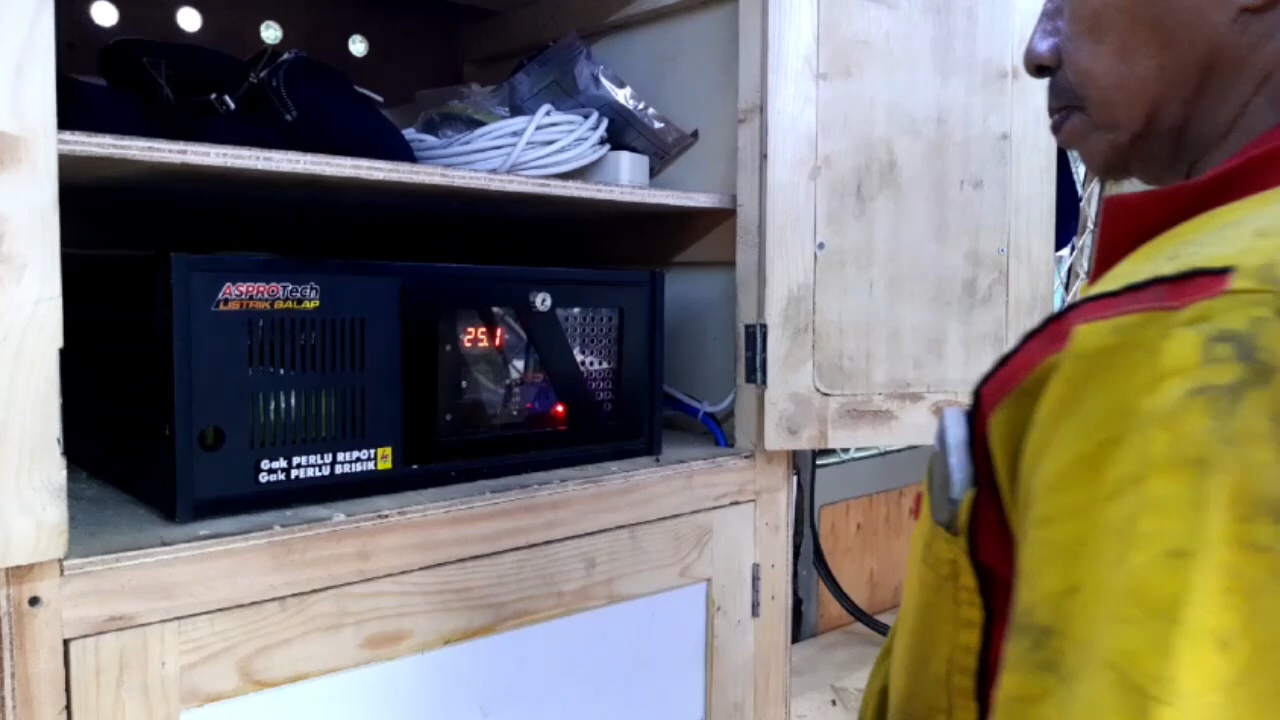 ASPROTech
LISTRIK BALAP
25.1
Gak PERLU REPOT
Gak PERLU BRISIK